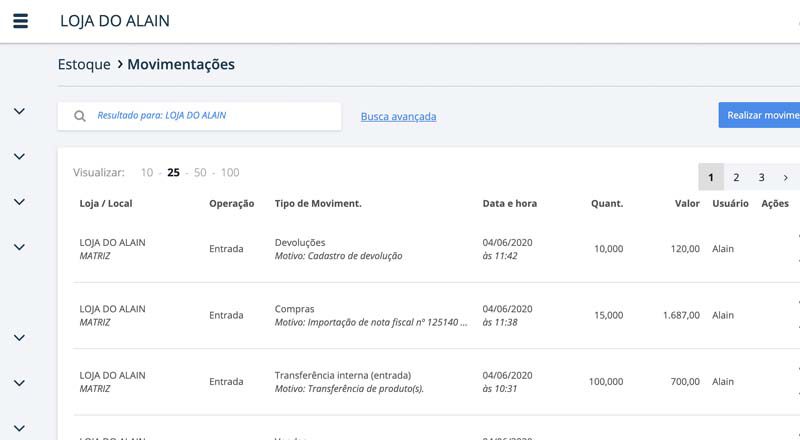 LOJA DO ALAIN
Estoque > Movimentações
Resultado para: LOJA DO ALAIN
Busca avançada
Realizar movime
Visualizar: 10 - 25 - 50 - 100
1 2 3 >
Loja / Local Operação Tipo de Moviment. Data e hora Quant. Valor Usuário Ações
LOJA DO ALAIN Devoluções 04/06/2020
Entrada 10,000 120,00 Alain
MATRIZ Motivo: Cadastro de devolução às 11:42
LOJA DO ALAIN Compras 04/06/2020
Entrada 15,000 1.687,00 Alain
MATRIZ Motivo: Importação de nota fiscal nº 125140 ... às 11:38
LOJA DO ALAIN Transferência interna (entrada) 04/06/2020
Entrada 100,000 700,00 Alain
MATRIZ Motivo: Transferência de produto(s). às 10:31